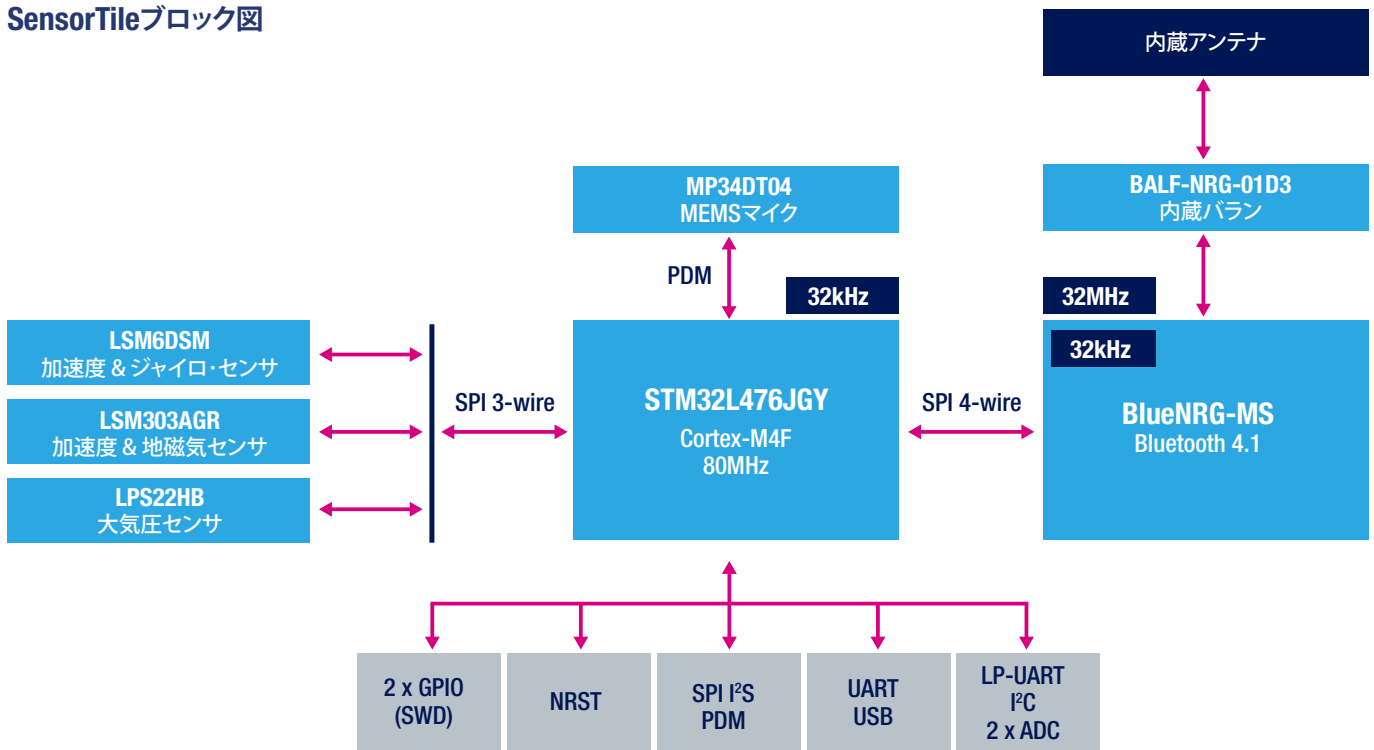 SensorTileブロック図
内蔵アンテナ
MP34DT04
MEMSマイク
BALF-NRG-01D3
内蔵バラン
PDM
32kHz
32MHz
32kHz
LSM6DSM
加速度 & ジャイロ・センサ
LSM303AGR
加速度 & 地磁気センサ
LPS22HB
大気圧センサ
SPI 3-wire
STM32L476JGY
Cortex-M4F
80MHz
SPI 4-wire
BlueNRG-MS
Bluetooth 4.1
2 x GPIO
(SWD)
NRST
SPI I²S
PDM
UART
USB
LP-UART
I²C
2 x ADC